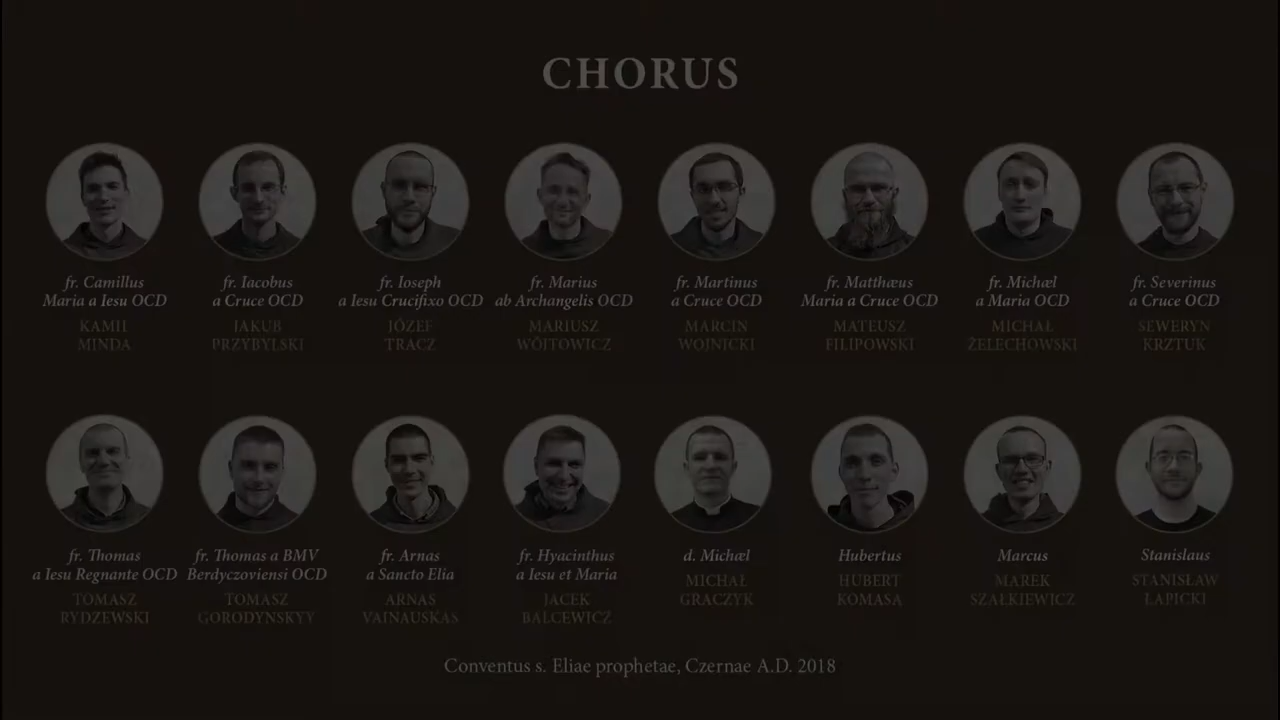 CHORUS
fr. Camillus
Maria a Iesu OCD
KAMIL
MINDA
fr. Iacobus
a Cruce OCD
JAKUB
PRZYBYLSKI
fr. Ioseph
a Iesu Crucifixo OCD
JÓZEF
TRACZ
fr. Marius
ab Archangelis OCD
MARIUSZ
WÓJTOWICZ
fr. Martinus
a Cruce OCD
MARCIN
WOJNICKI
fr. Matthæus
Maria a Cruce OCD
MATEUSZ
FILIPOWSKI
fr. Michæl
a Maria OCD
MICHAŁ
ŻELECHOWSKI
fr. Severinus
a Cruce OCD
SEWERYN
KRZTUK
fr. Thomas
a Iesu Regnante OCD
TOMASZ
RYDZEWSKI
fr. Thomas a BMV
Berdyczoviensi OCD
TOMASZ
GORODYNSKYY
fr. Arnas
a Sancto Elia
ARNAS
VAINAUSKAS
fr. Hyacinthus
a Iesu et Maria
JACEK
BALCEWICZ
d. Michæl
MICHAŁ
GRACZYK
Hubertus
HUBERT
KOMASA
Marcus
MAREK
SZAŁKIEWICZ
Stanislaus
STANISŁAW
ŁAPICKI
Conventus s. Eliae prophetae, Czernae A.D. 2018